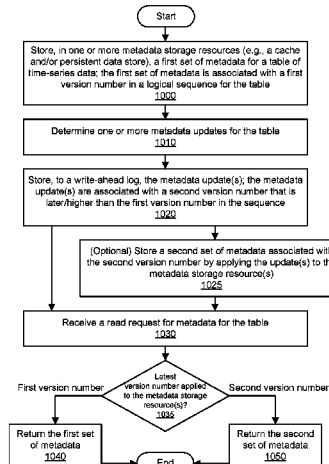 Start
Store, in one or more metadata storage resources (e.g., a cache
and/or persistent data store), a first set of metadata for a table of
time-series data; the first set of metadata is associated with a first
version number in a logical sequence for the table
1000
Determine one or more metadata updates for the table
1010
Store, to a write-ahead log, the metadata update(s); the metadata
update(s) are associated with a second version number that is
later/higher than the first version number in the sequence
1020
(Optional) Store a second set of metadata associated with
the second version number by applying the update(s) to the
metadata storage resource(s)
1025
Receive a read request for metadata for the table
1030
First version number
Latest
version number applied
to the metadata storage
resource(s)?
1035
Second version number
Return the first set
of metadata
1040
Return the second
set of metadata
1050
End